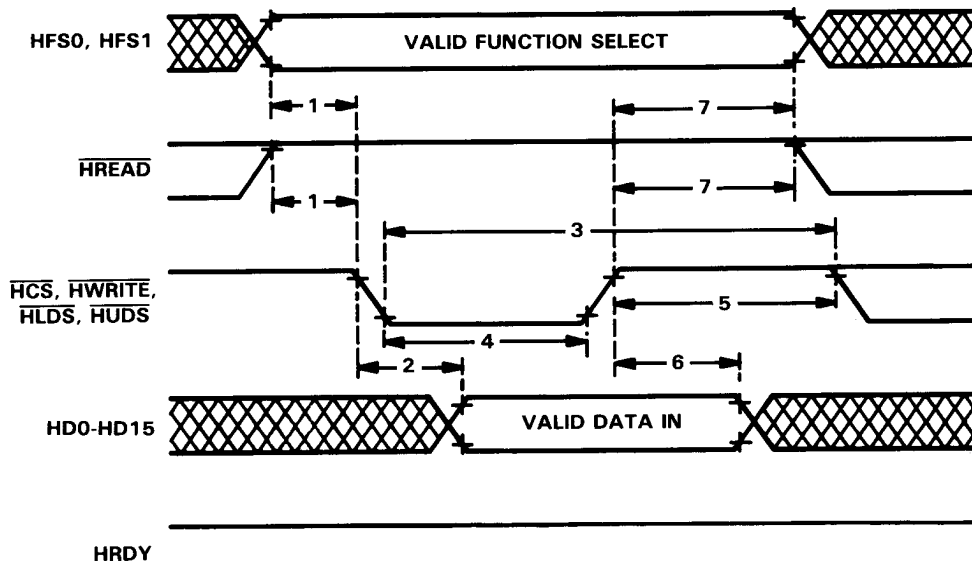 HFS0, HFS1
VALID FUNCTION SELECT
1
7
HREAD
1
7
3
HCS, HWRITE,
HLDS, HUDS
4
5
2
6
HD0-HD15
VALID DATA IN
HRDY